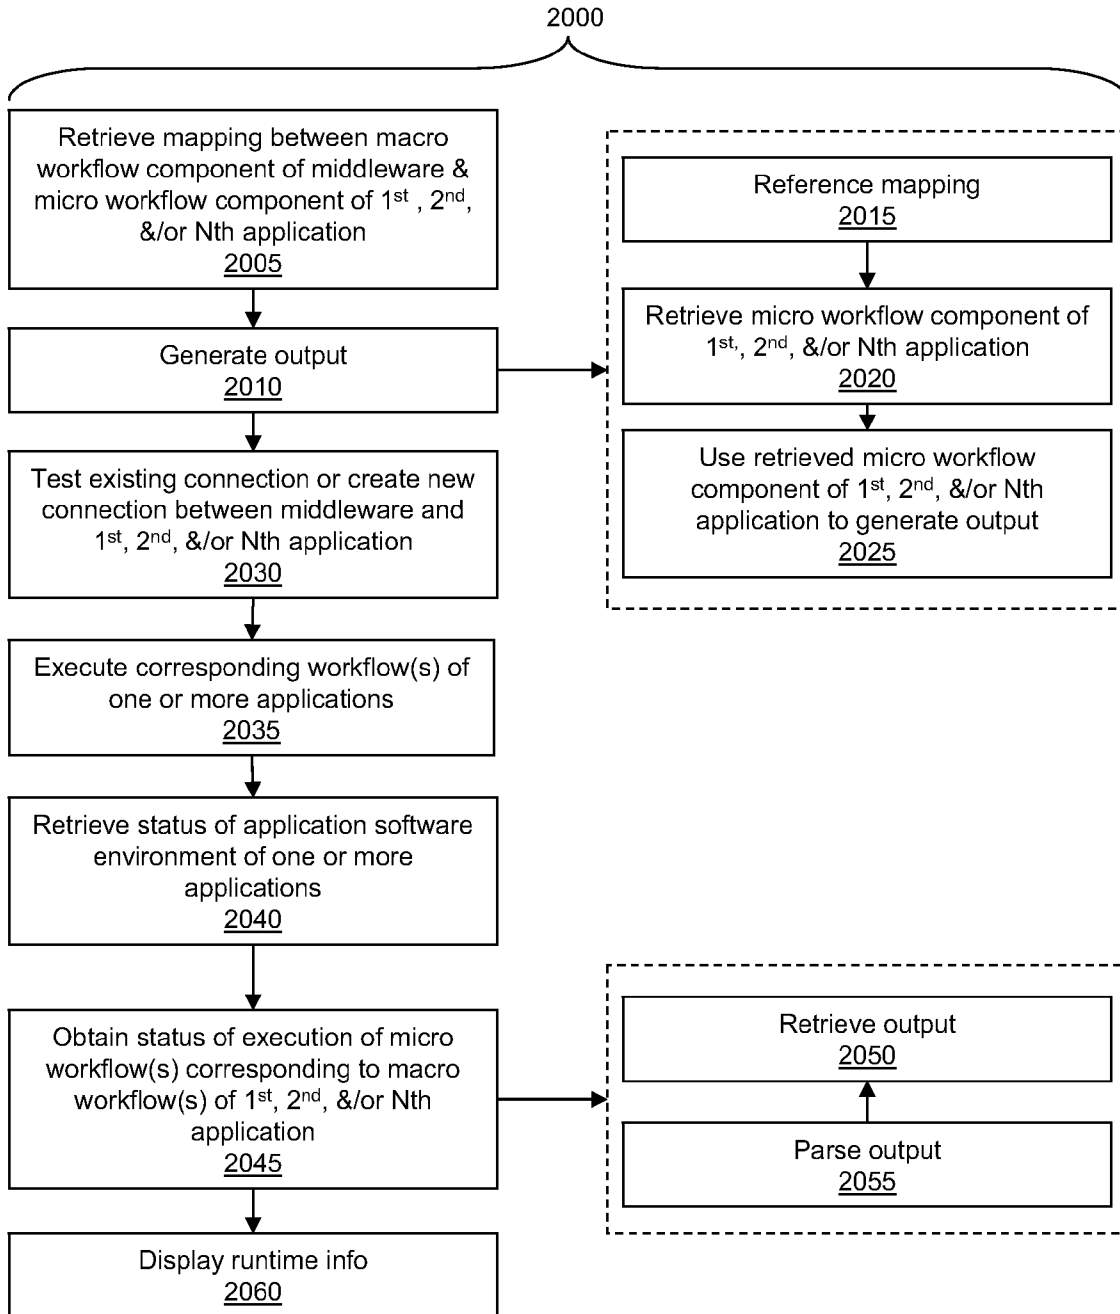 2000
Retrieve mapping between macro
workflow component of middleware &
micro workflow component of
1st , 2nd,
&/or Nth application
2005
Generate output
2010
Test existing connection or create new
connection between middleware and
1st, 2nd, &/or Nth application
2030
Execute corresponding workflow(s) of
one or more applications
2035
Retrieve status of application software
environment of one or more
applications
2040
Obtain status of execution of micro
workflow(s) corresponding to macro
workflow(s) of 1st, 2nd, &/or Nth
application
2045
Display runtime info
2060
Reference mapping
2015
Retrieve micro workflow component of
1st, 2nd, &/or Nth application
2020
Use retrieved micro workflow
component of 1st, 2nd, &/or Nth
application to generate output
2025
Retrieve output
2050
Parse output
2055